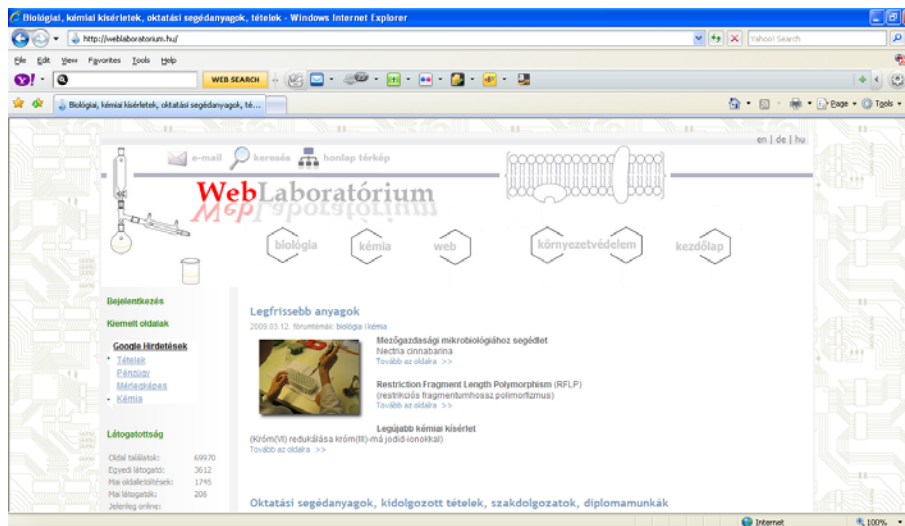 Biológiai, kémiai kísérletek, oktatási segédanyagok, tételek - Windows Internet Explorer
http://weblaboratorium.hu/
Yahoo! Search
File Edit View Favorites Tools Help
WEB SEARCH
Biológiai, kémiai kísérletek, oktatási segédanyagok, té...
Page Tools
en | de | hu
e-mail keresés honlap térkép
WebLaboratórium
biológia kémia web környezetvédelem kezdőlap
Bejelentkezés
Kiemelt oldalak
Google Hirdetések
Tételek
Pénzügy
Mérlegképes
Kémia
Látogatottság
Oldal találatok: 69970
Egyedi látogató: 3612
Mai oldalletöltések: 1745
Mai látogatók: 206
Jelenleg online:
Legfrissebb anyagok
2009.03.12. fórumtémák: biológia | kémia
Mezőgazdasági mikrobiológiához segédlet
Nectria cinnabarina
Tovább az oldalra >>
Restriction Fragment Length Polymorphism (RFLP)
(restrikciós fragmentumhossz polimorfizmus)
Tovább az oldalra >>
Legújabb kémiai kísérlet
(Króm(VI) redukálása króm(III)-má jodid-ionokkal)
Tovább az oldalra >>
Oktatási segédanyagok, kidolgozott tételek, szakdolgozatok, diplomamunkák
Internet 100%